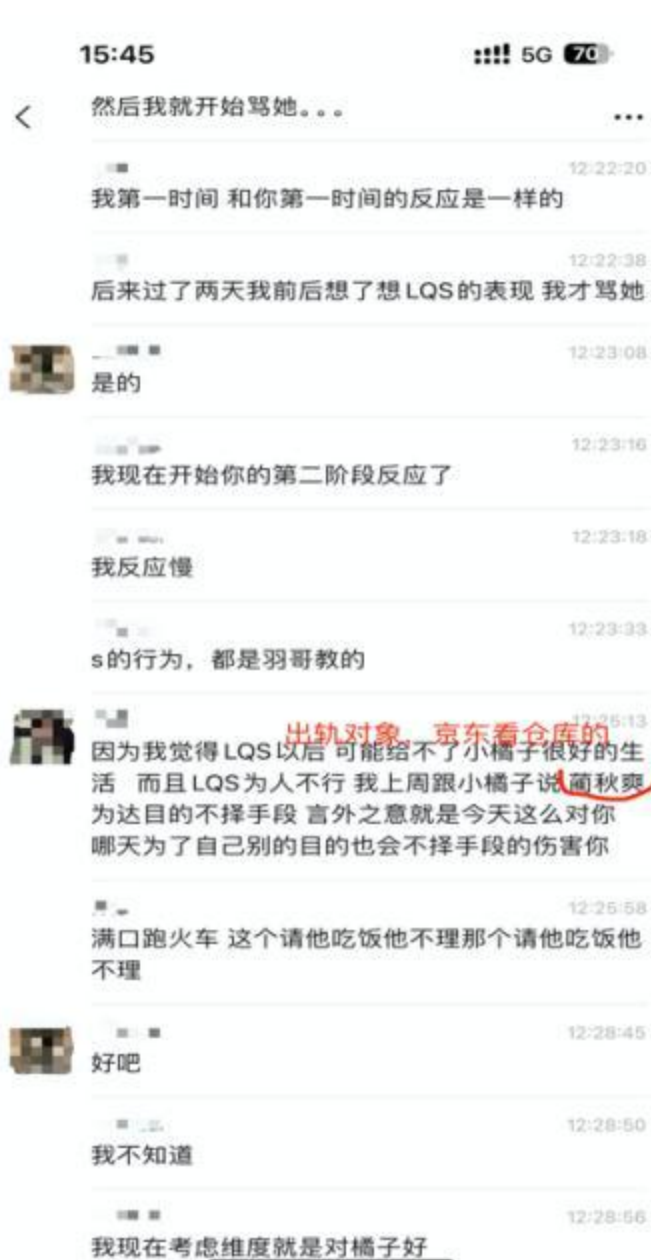 15:45
5G 70
然后我就开始骂她。。。
12:22:20
我第一时间 和你第一时间的反应是一样的
12:22:38
后来过了两天我前后想了想LQS的表现 我才骂她
12:23:08
是的
12:23:16
我现在开始你的第二阶段反应了
12:23:18
我反应慢
12:23:33
s的行为，都是羽哥教的
12:25:13
出轨对象，京东看仓库的
因为我觉得LQS以后 可能给不了小橘子很好的生
活 而且LQS为人不行 我上周跟小橘子说 蔺秋爽
为达目的不择手段 言外之意就是今天这么对你
哪天为了自己别的目的也会不择手段的伤害你
12:25:58
满口跑火车 这个请他吃饭他不理那个请他吃饭他
不理
12:28:45
好吧
12:28:50
我不知道
12:28:56
我现在考虑维度就是对橘子好